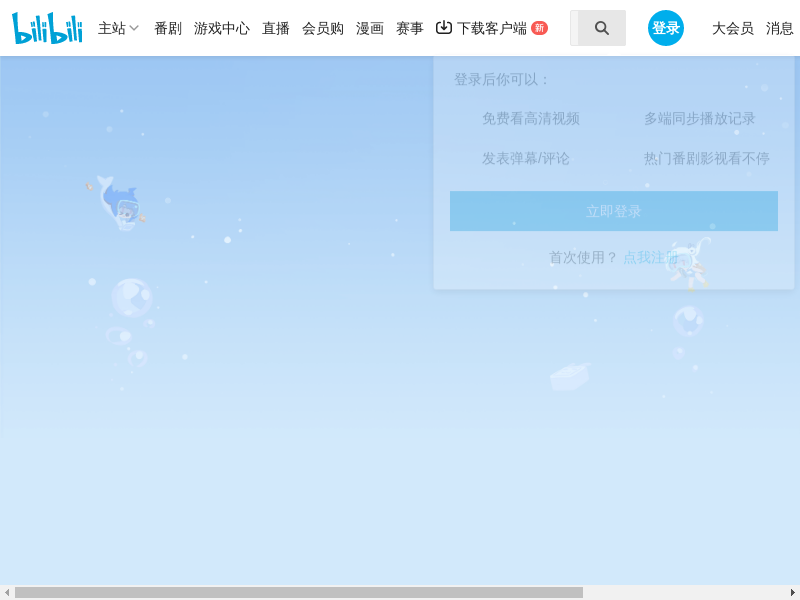 bilibili 主站 番剧 游戏中心 直播 会员购 漫画 赛事 下载客户端 新 登录 大会员 消息
登录后你可以：
免费看高清视频 多端同步播放记录
发表弹幕/评论 热门番剧影视看不停
立即登录
首次使用？ 点我注册